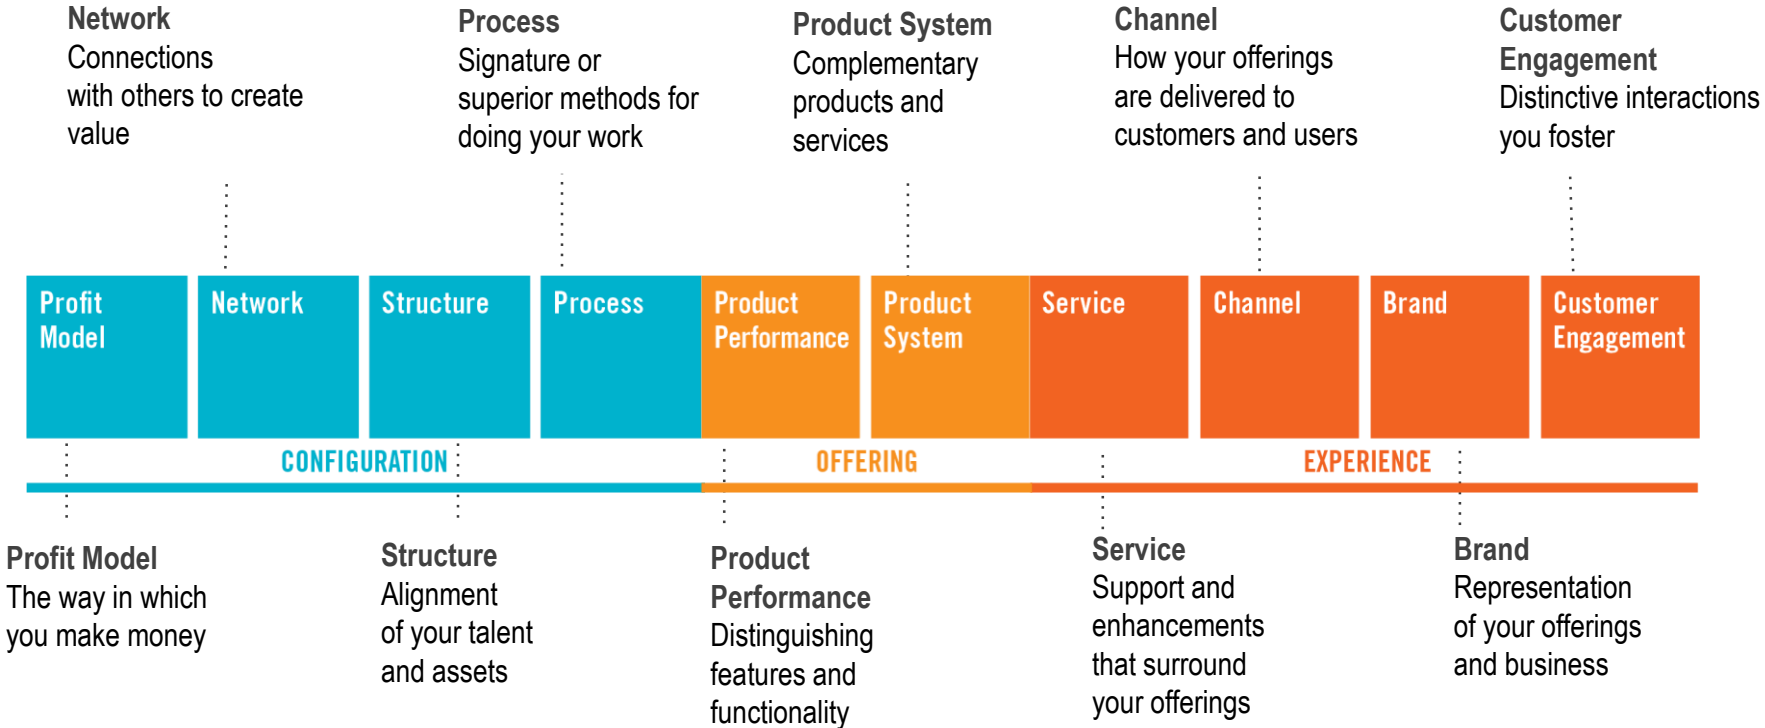 Network
Connections
with others to create
value
Process
Signature or
superior methods for
doing your work
Product System
Complementary
products and
services
Channel
How your offerings
are delivered to
customers and users
Customer
Engagement
Distinctive interactions
you foster
Profit
Model
Network
Structure
Process
Product
Performance
Product
System
Service
Channel
Brand
Customer
Engagement
CONFIGURATION
OFFERING
EXPERIENCE
Profit Model
The way in which
you make money
Structure
Alignment
of your talent
and assets
Product
Performance
Distinguishing
features and
functionality
Service
Support and
enhancements
that surround
your offerings
Brand
Representation
of your offerings
and business